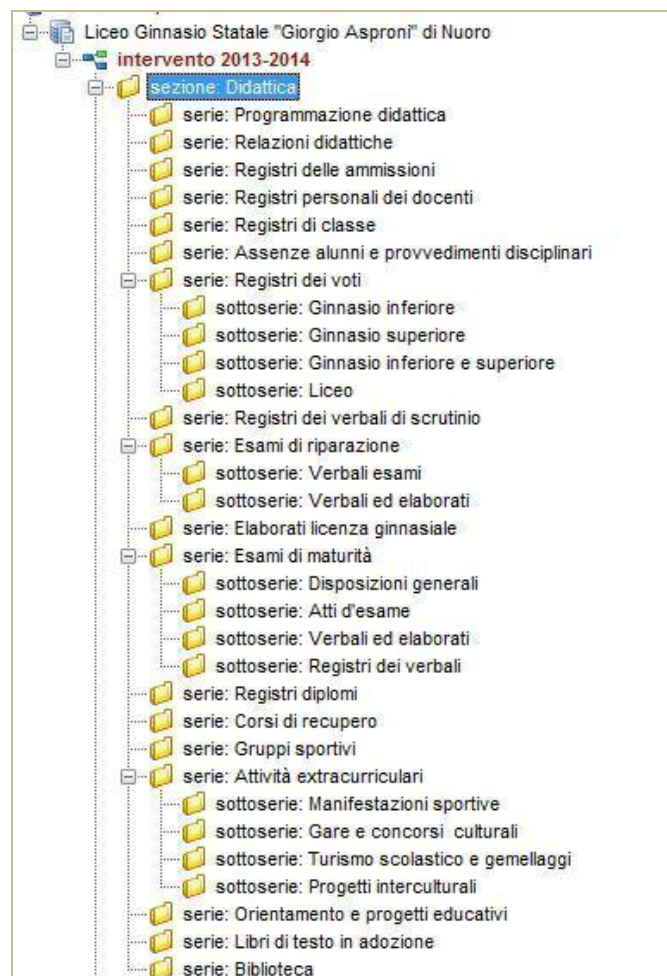 Liceo Ginnasio Statale "Giorgio Asproni" di Nuoro
intervento 2013-2014
sezione: Didattica
serie: Programmazione didattica
serie: Relazioni didattiche
serie: Registri delle ammissioni
serie: Registri personali dei docenti
serie: Registri di classe
serie: Assenze alunni e provvedimenti disciplinari
serie: Registri dei voti
sottoserie: Ginnasio inferiore
sottoserie: Ginnasio superiore
sottoserie: Ginnasio inferiore e superiore
sottoserie: Liceo
serie: Registri dei verbali di scrutinio
serie: Esami di riparazione
sottoserie: Verbali esami
sottoserie: Verbali ed elaborati
serie: Elaborati licenza ginnasiale
serie: Esami di maturità
sottoserie: Disposizioni generali
sottoserie: Atti d'esame
sottoserie: Verbali ed elaborati
sottoserie: Registri dei verbali
serie: Registri diplomi
serie: Corsi di recupero
serie: Gruppi sportivi
serie: Attività extracurriculari
sottoserie: Manifestazioni sportive
sottoserie: Gare e concorsi  culturali
sottoserie: Turismo scolastico e gemellaggi
sottoserie: Progetti interculturali
serie: Orientamento e progetti educativi
serie: Libri di testo in adozione
serie: Biblioteca